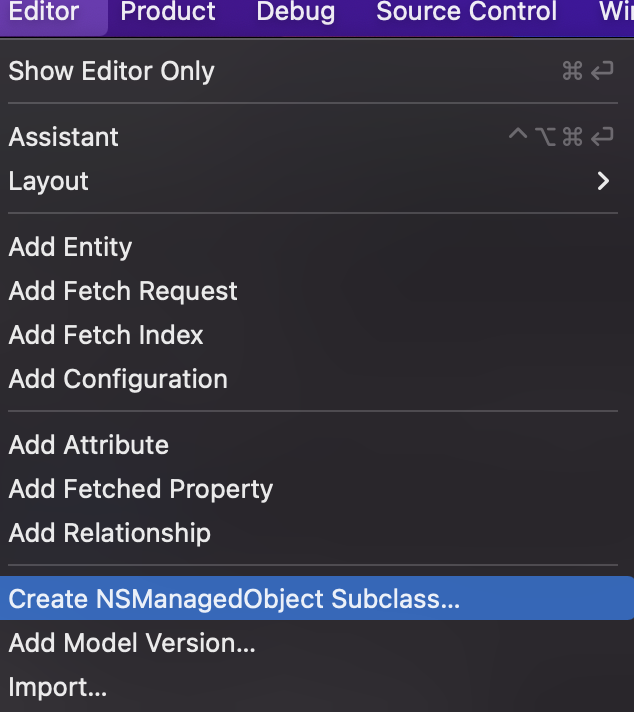 Editor Product Debug Source Control
Show Editor Only ⌘ ↩
Assistant ^ ⌥ ⌘ ↩
Layout >
Add Entity
Add Fetch Request
Add Fetch Index
Add Configuration
Add Attribute
Add Fetched Property
Add Relationship
Create NSManagedObject Subclass...
Add Model Version...
Import...